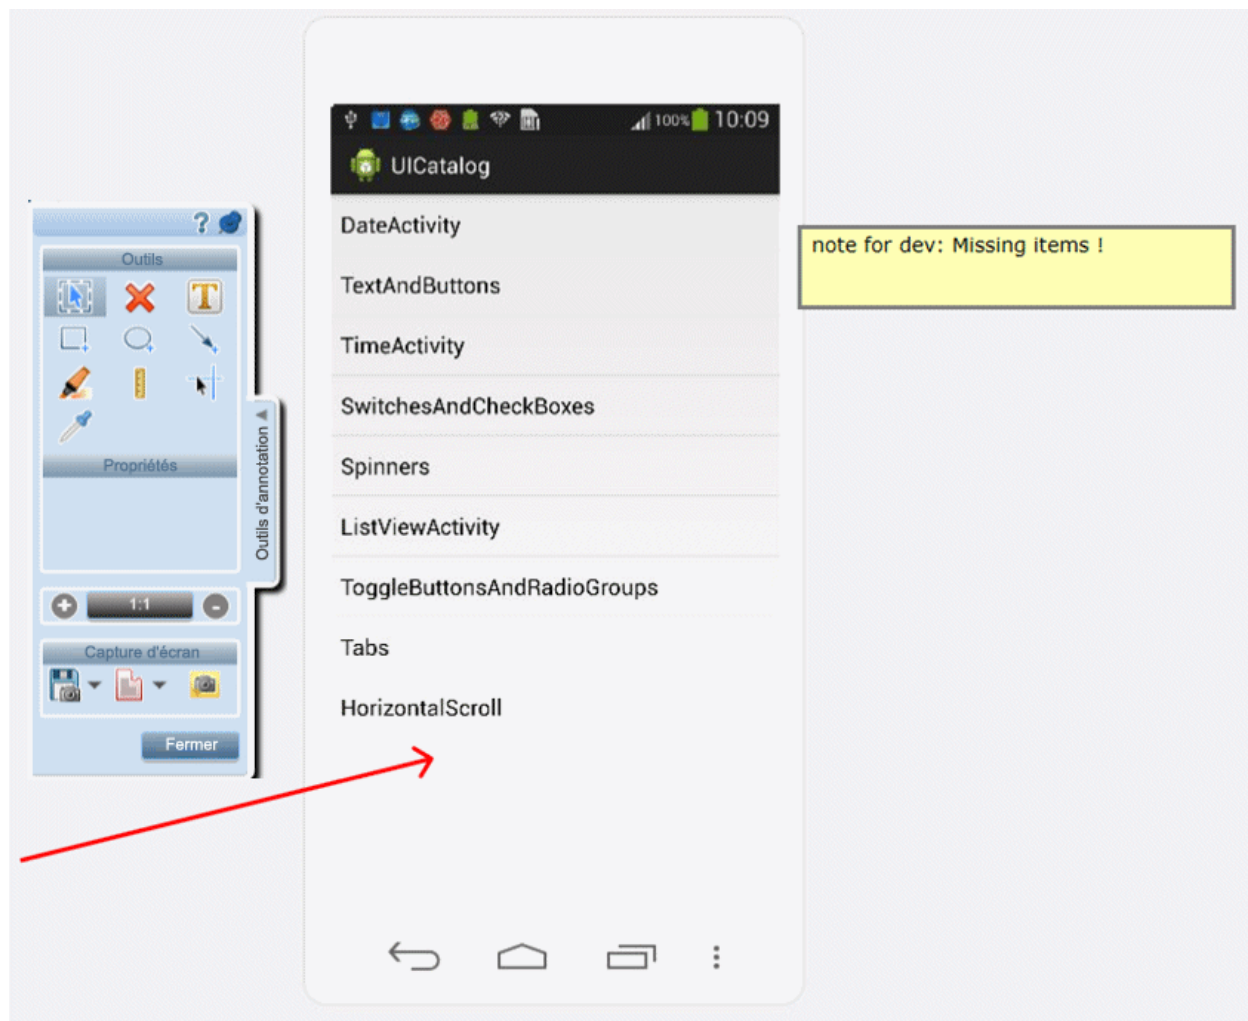 100% 10:09
UICatalog
DateActivity
TextAndButtons
TimeActivity
SwitchesAndCheckBoxes
Spinners
ListViewActivity
ToggleButtonsAndRadioGroups
Tabs
HorizontalScroll
note for dev: Missing items !
?
Outils
T
Propriétés
Outils d'annotation
1:1
Capture d'écran
Fermer